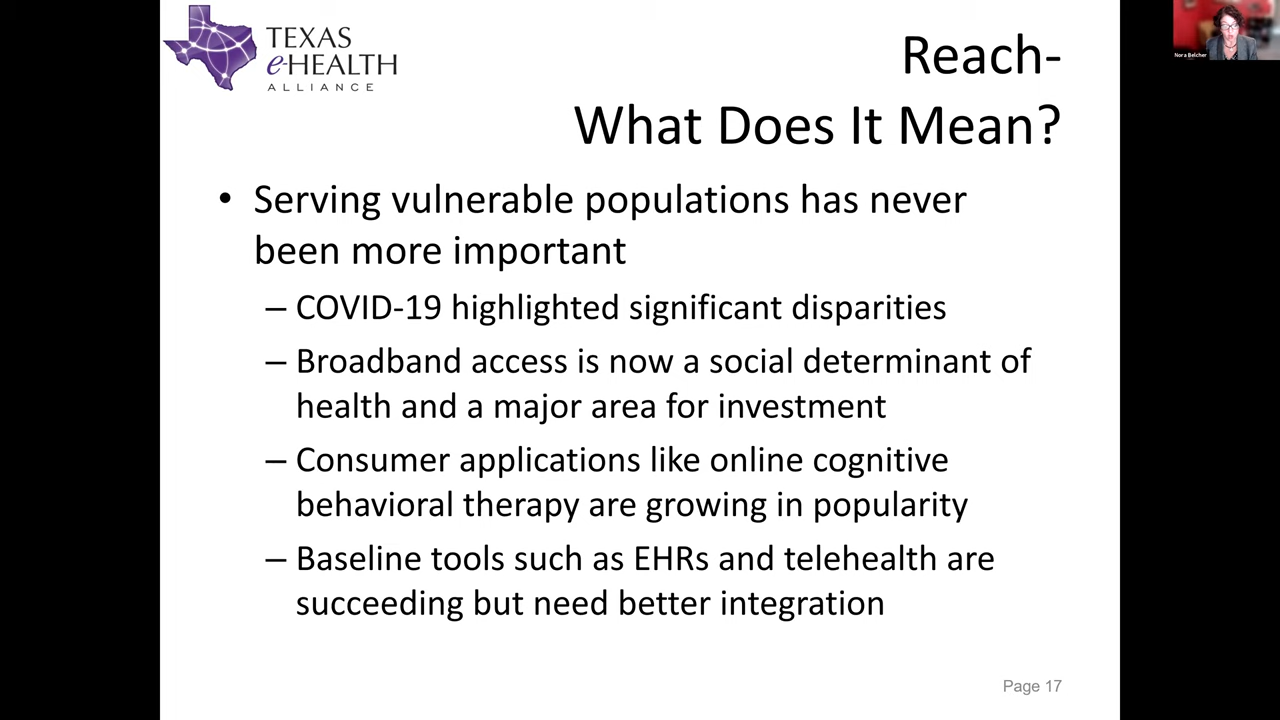 TEXAS
e-HEALTH
ALLIANCE
Reach-
What Does It Mean?
• Serving vulnerable populations has never
been more important
– COVID-19 highlighted significant disparities
– Broadband access is now a social determinant of
health and a major area for investment
– Consumer applications like online cognitive
behavioral therapy are growing in popularity
– Baseline tools such as EHRs and telehealth are
succeeding but need better integration
Page 17
Nora Belcher